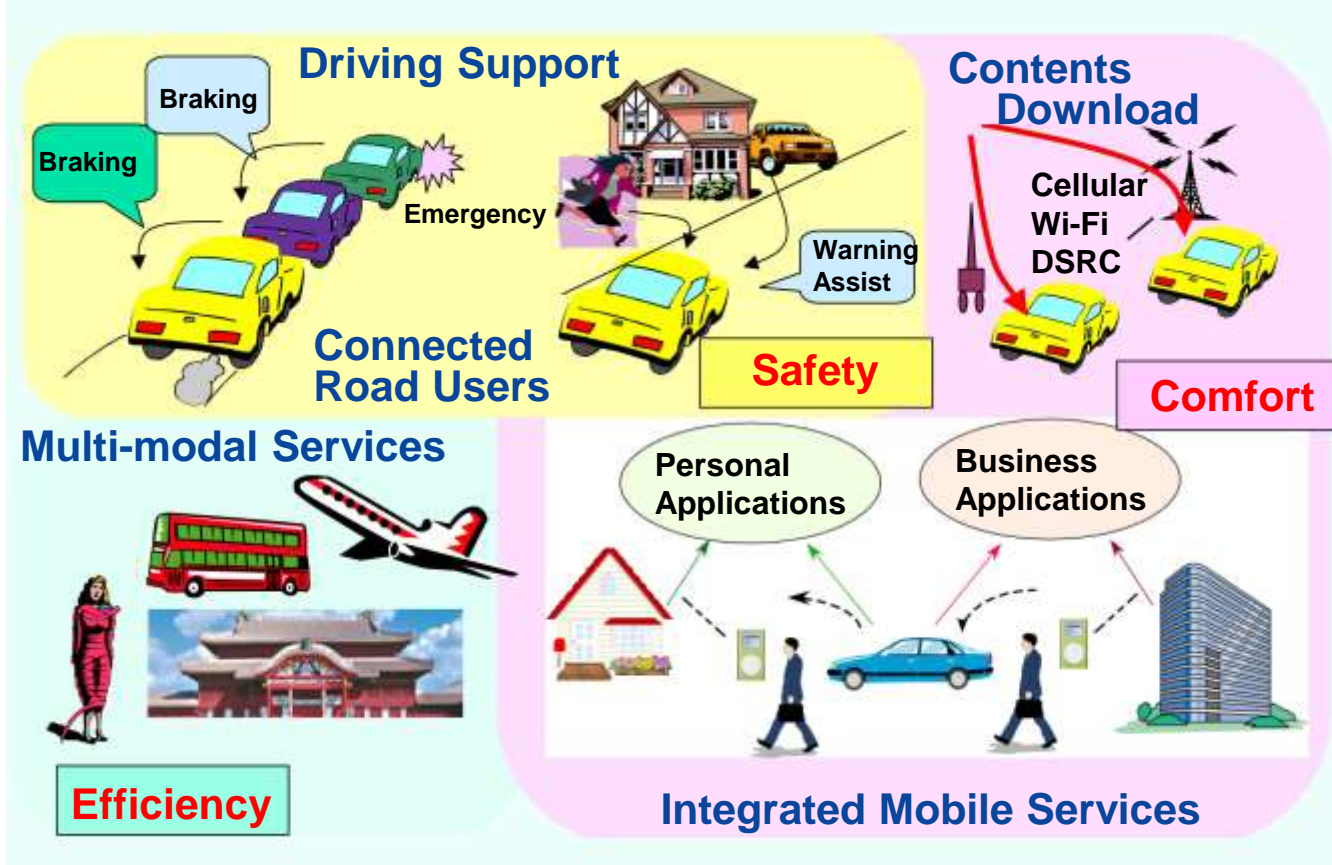 Driving Support
Braking
Braking
Emergency
Warning
Assist
Connected
Road Users
Safety
Contents
Download
Cellular
Wi-Fi
DSRC
Comfort
Multi-modal Services
Efficiency
Personal
Applications
Business
Applications
Integrated Mobile Services